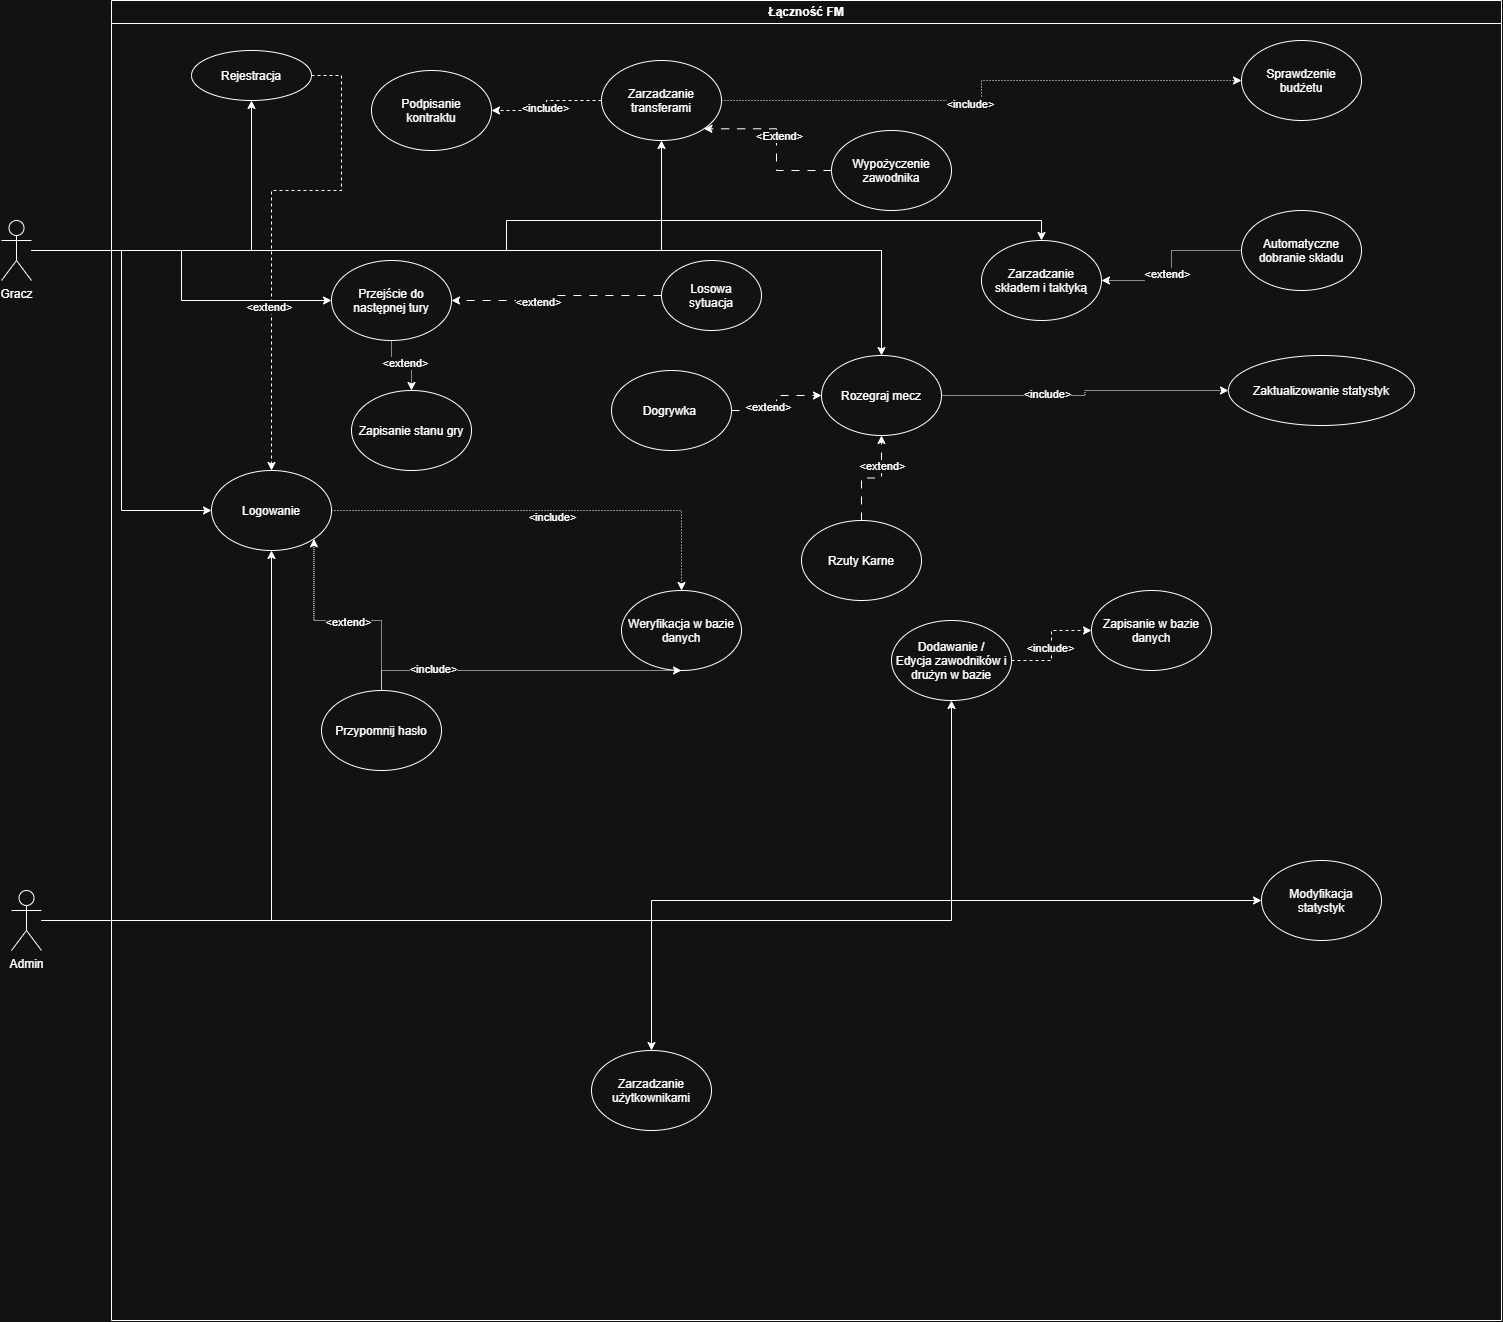 Łączność FM
Rejestracja
Podpisanie
kontraktu
<include>
Zarzadzanie
transferami
<include>
Sprawdzenie
budżetu
<Extend>
Wypożyczenie
zawodnika
Gracz
Zarzadzanie
składem i taktyką
<extend>
Automatyczne
dobranie składu
<extend>
Przejście do
następnej tury
<extend>
Losowa
sytuacja
<extend>
Zapisanie stanu gry
Dogrywka
<extend>
Rozegraj mecz
<include>
Zaktualizowanie statystyk
<extend>
Rzuty Karne
Logowanie
<include>
Weryfikacja w bazie
danych
<extend>
<include>
Przypomnij hasło
Dodawanie /
Edycja zawodników i
drużyn w bazie
<include>
Zapisanie w bazie
danych
Admin
Modyfikacja
statystyk
Zarzadzanie
użytkownikami